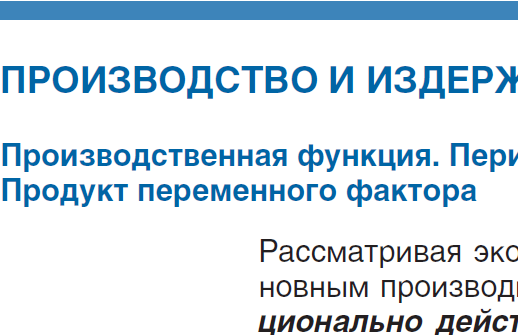 ПРОИЗВОДСТВО И ИЗДЕРЖ
Производственная функция. Пери
Продукт переменного фактора
Рассматривая эко
новным производ
ционально дейст